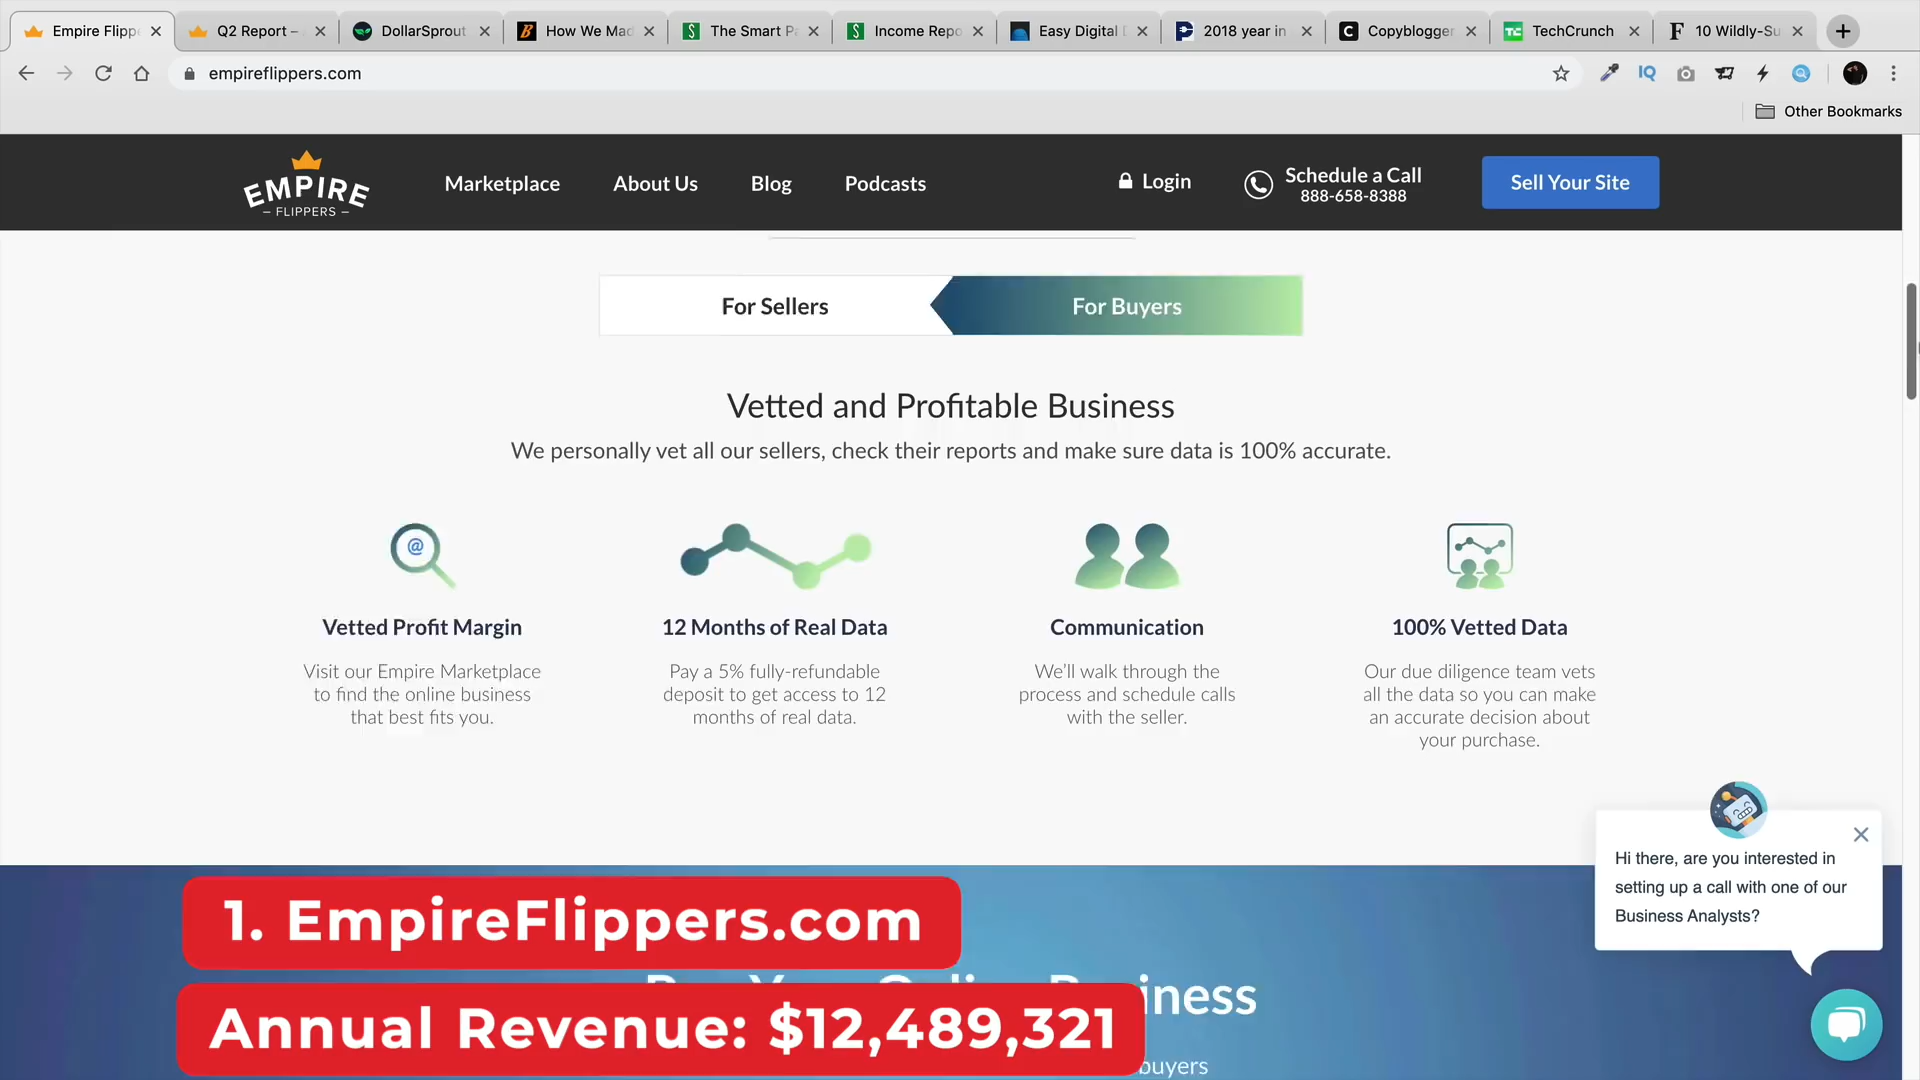 Empire Flipp
Q2 Report –
DollarSprout
How We Mad
The Smart P
Income Repo
Easy Digital D
2018 year in
Copyblogger
TechCrunch
10 Wildly-Su
empireflippers.com
IQ
Other Bookmarks
EMPIRE
– FLIPPERS –
Marketplace
About Us
Blog
Podcasts
Login
Schedule a Call
888-658-8388
Sell Your Site
For Sellers
For Buyers
Vetted and Profitable Business
We personally vet all our sellers, check their reports and make sure data is 100% accurate.
Vetted Profit Margin
Visit our Empire Marketplace
to find the online business
that best fits you.
12 Months of Real Data
Pay a 5% fully-refundable
deposit to get access to 12
months of real data.
Communication
We'll walk through the
process and schedule calls
with the seller.
100% Vetted Data
Our due diligence team vets
all the data so you can make
an accurate decision about
your purchase.
Hi there, are you interested in
setting up a call with one of our
Business Analysts?
1. EmpireFlippers.com
Annual Revenue: $12,489,321
buyers